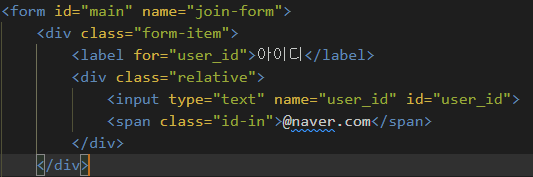 <form id="main" name="join-form">
<div class="form-item">
<label for="user_id">아이디</label>
<div class="relative">
<input type="text" name="user_id" id="user_id">
<span class="id-in">@naver.com</span>
</div>
</div>